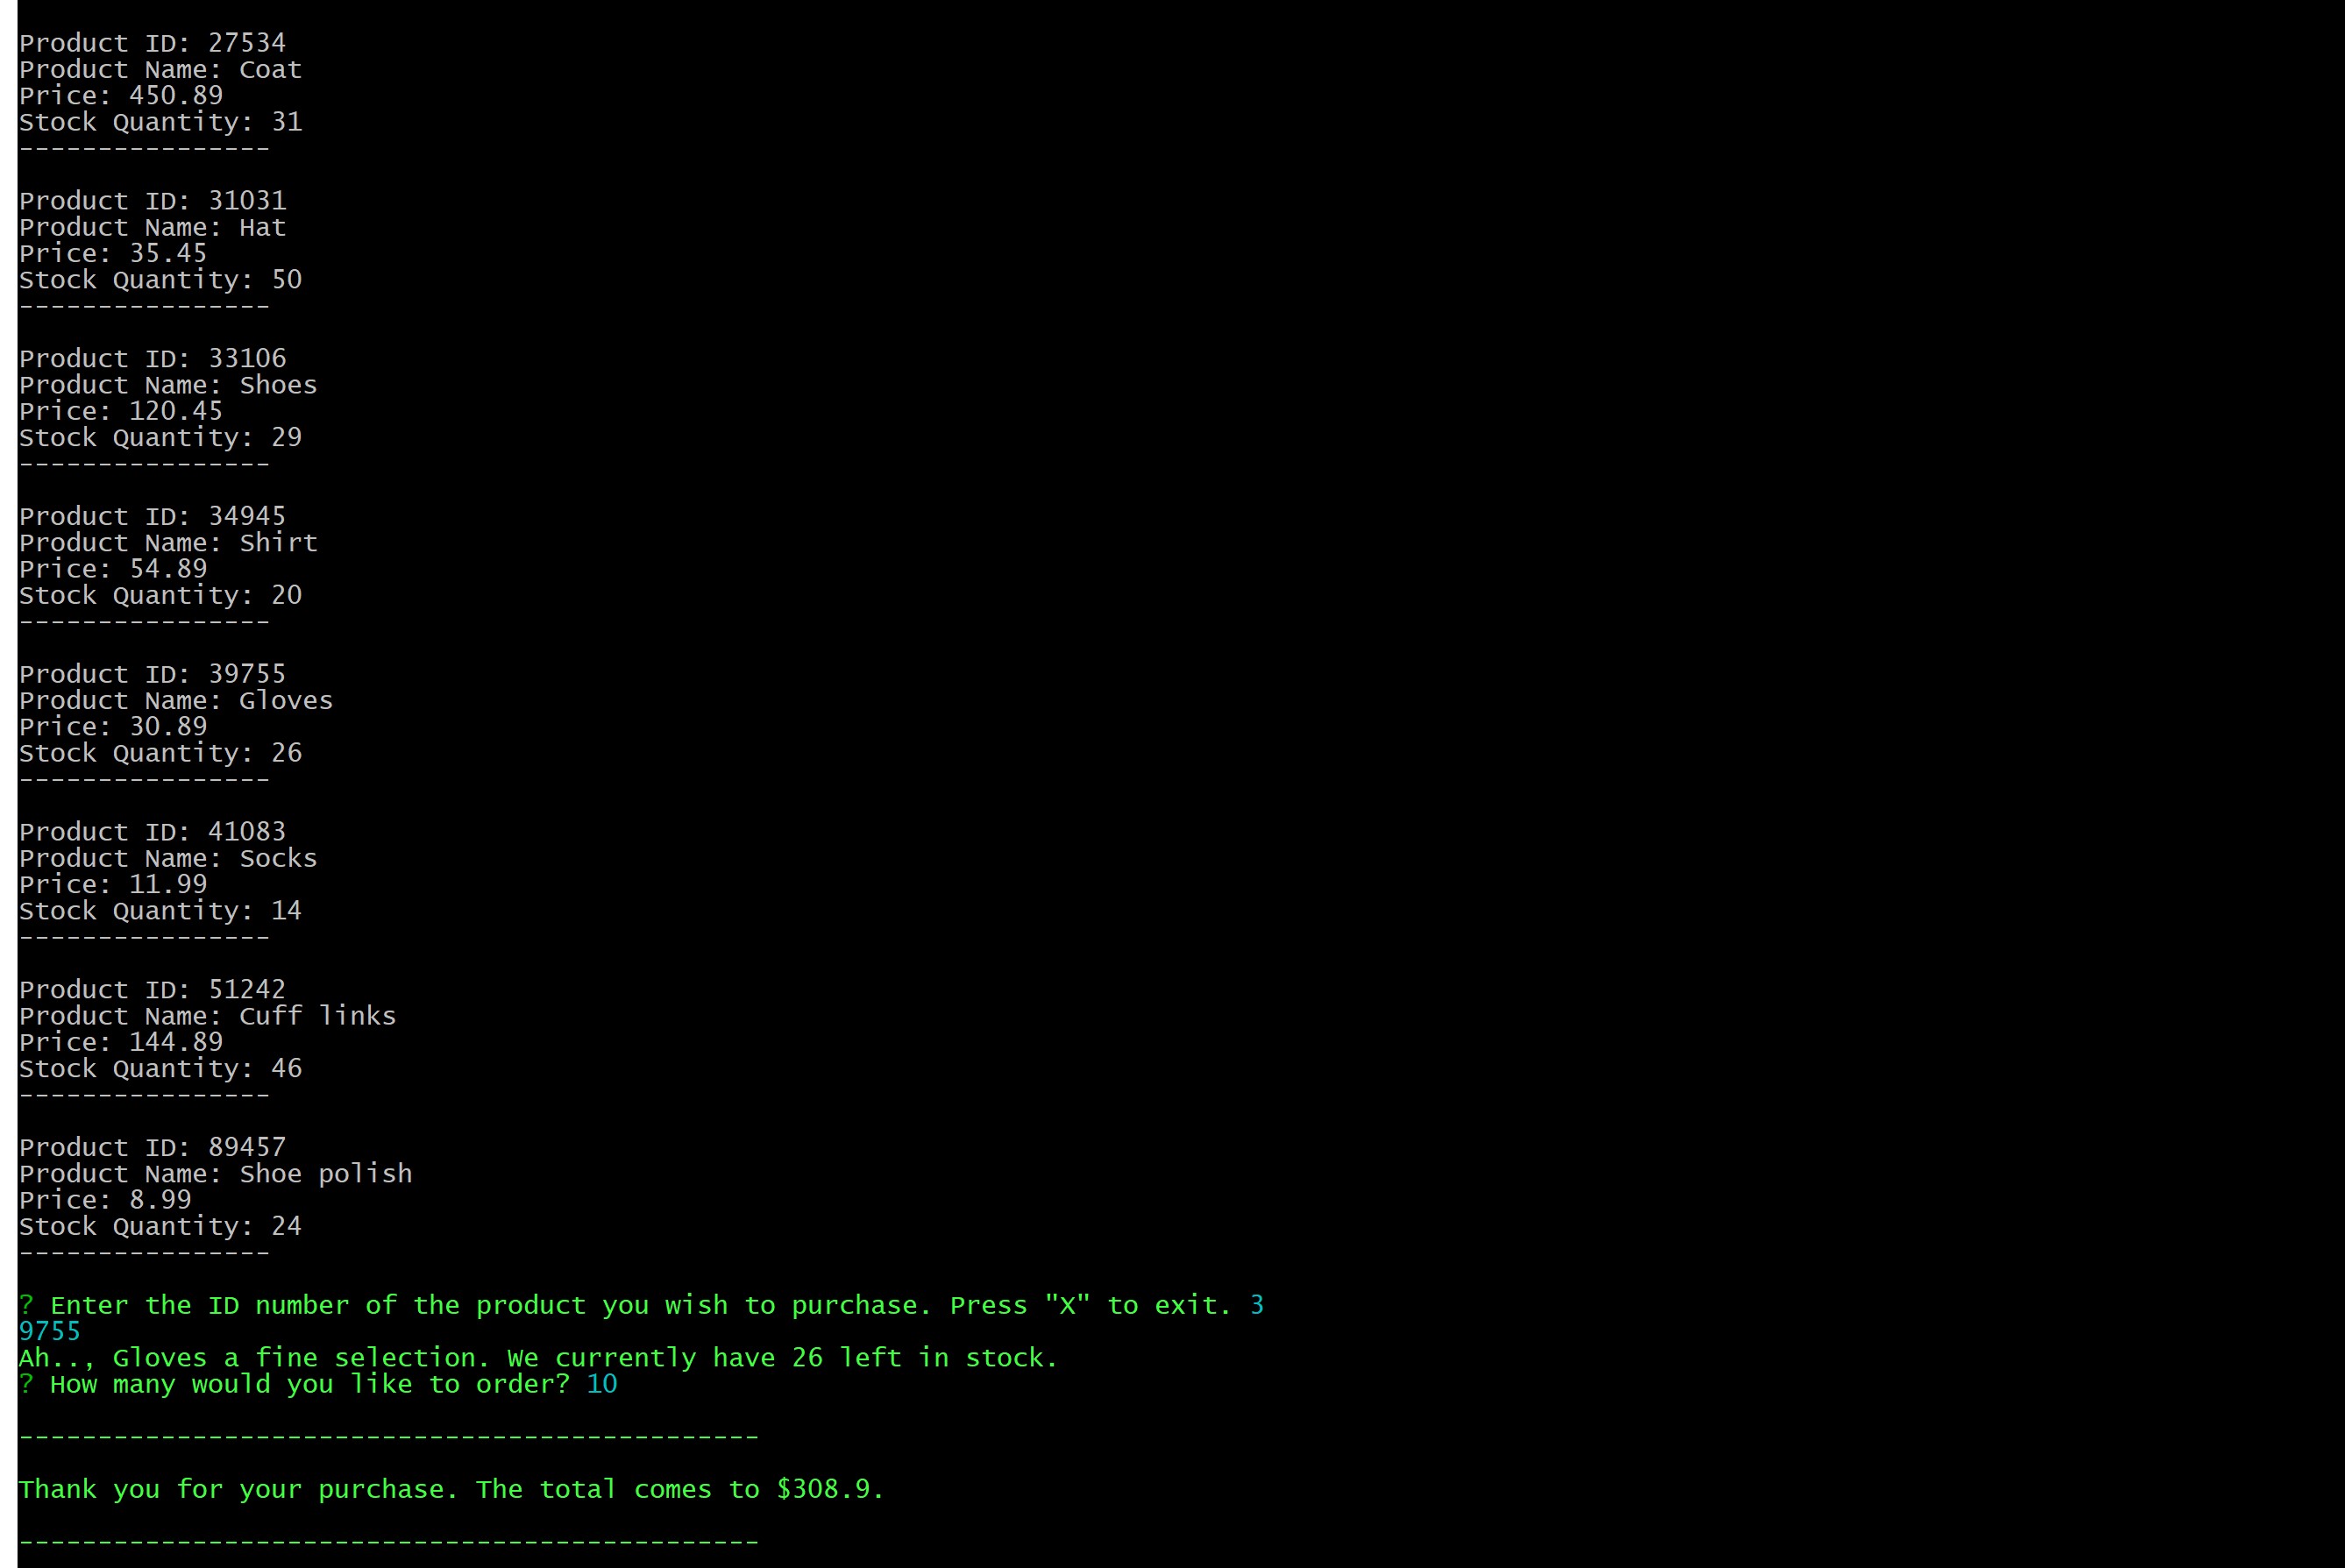 Product ID: 27534
Product Name: Coat
Price: 450.89
Stock Quantity: 31
----------------
Product ID: 31031
Product Name: Hat
Price: 35.45
Stock Quantity: 50
----------------
Product ID: 33106
Product Name: Shoes
Price: 120.45
Stock Quantity: 29
----------------
Product ID: 34945
Product Name: Shirt
Price: 54.89
Stock Quantity: 20
----------------
Product ID: 39755
Product Name: Gloves
Price: 30.89
Stock Quantity: 26
----------------
Product ID: 41083
Product Name: Socks
Price: 11.99
Stock Quantity: 14
----------------
Product ID: 51242
Product Name: Cuff links
Price: 144.89
Stock Quantity: 46
----------------
Product ID: 89457
Product Name: Shoe polish
Price: 8.99
Stock Quantity: 24
----------------
? Enter the ID number of the product you wish to purchase. Press "X" to exit. 3
9755
Ah.., Gloves a fine selection. We currently have 26 left in stock.
? How many would you like to order? 10
-----------------------------------------------
Thank you for your purchase. The total comes to $308.9.
-----------------------------------------------